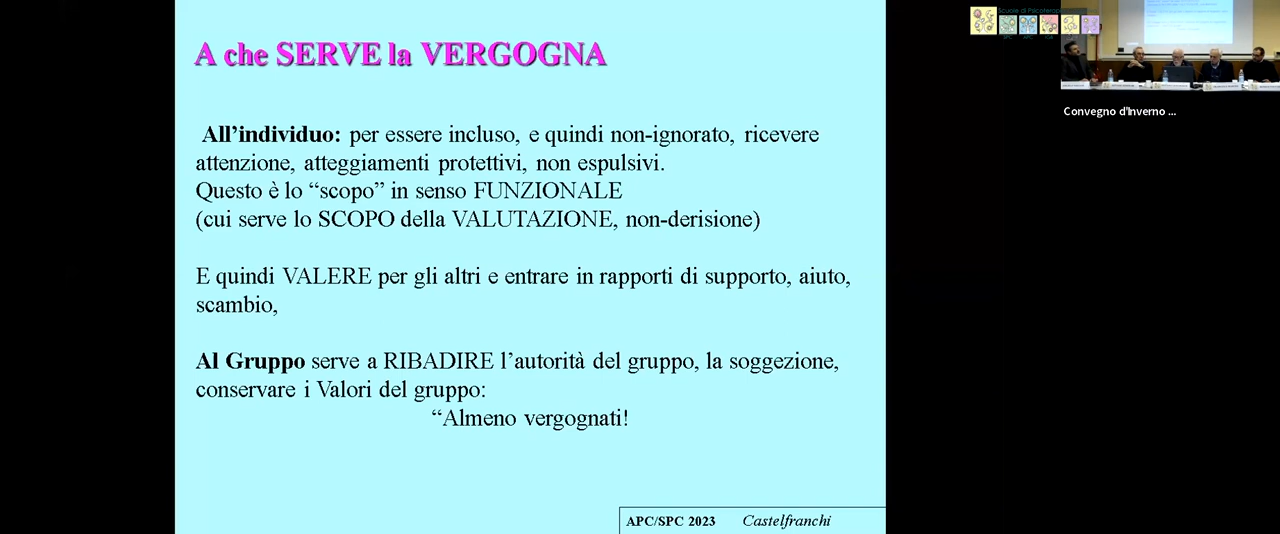 A che SERVE la VERGOGNA
All’individuo: per essere incluso, e quindi non-ignorato, ricevere
attenzione, atteggiamenti protettivi, non espulsivi.
Questo è lo “scopo” in senso FUNZIONALE
(cui serve lo SCOPO della VALUTAZIONE, non-derisione)
E quindi VALERE per gli altri e entrare in rapporti di supporto, aiuto,
scambio,
Al Gruppo serve a RIBADIRE l’autorità del gruppo, la soggezione,
conservare i Valori del gruppo:
“Almeno vergognati!
APC/SPC 2023 Castelfranchi
Scuole di Psicoterap
Convegno d'Inverno ...